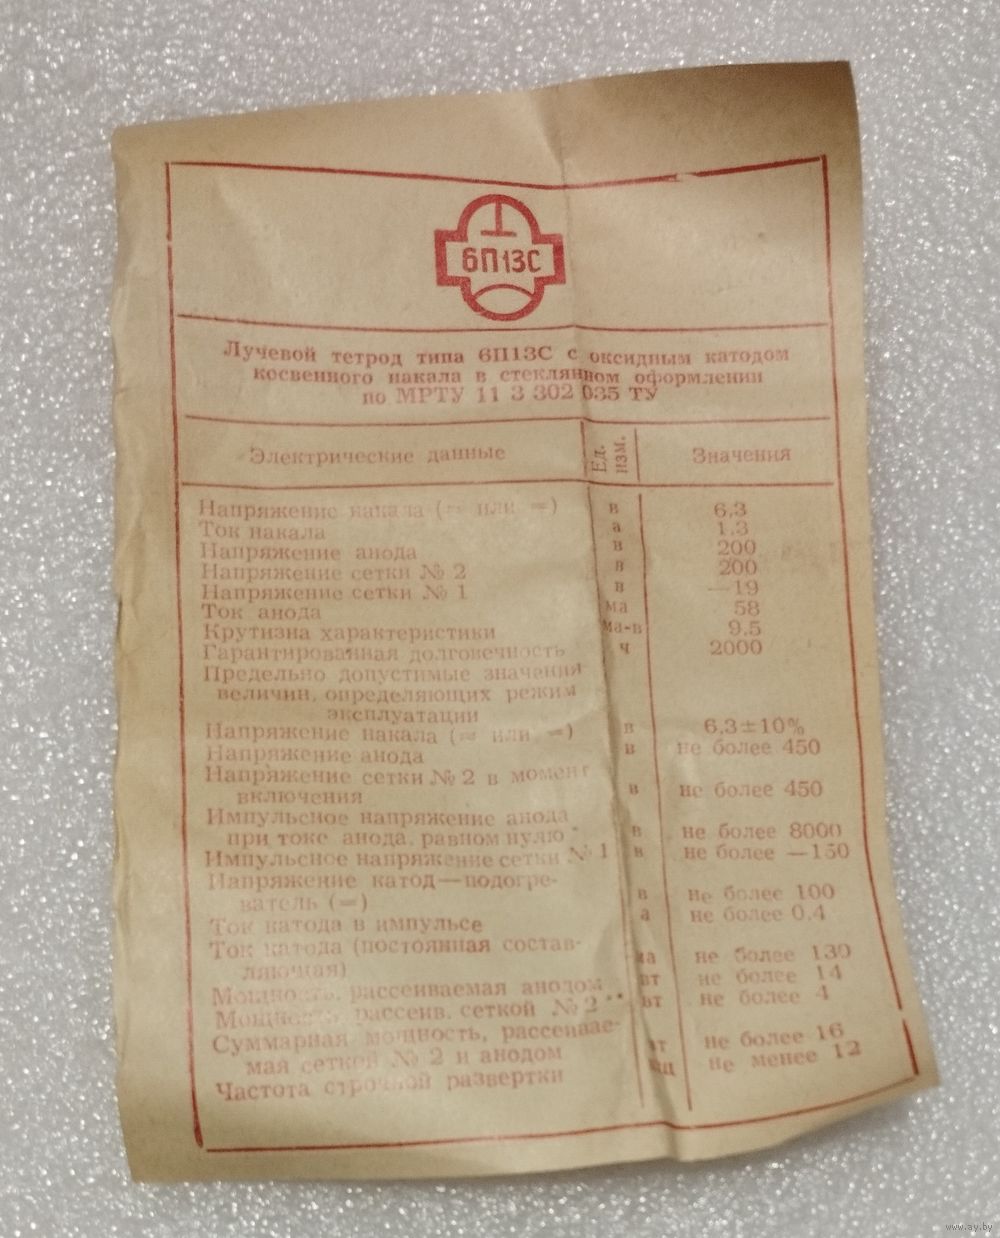 6П13С
Лучевой тетрод типа 6П13С с оксидным катодом
косвенного накала в стеклянном оформлении
по МРТУ 11 3 302 035 ТУ
Электрические данные Ед. изм. Значения
Напряжение накала (≈ или =) в 6,3
Ток накала а 1,3
Напряжение анода в 200
Напряжение сетки № 2 в 200
Напряжение сетки № 1 в —19
Ток анода ма 58
Крутизна характеристики ма-в 9,5
Гарантированная долговечность ч 2000
Предельно допустимые значения
величин, определяющих режим
эксплуатации
Напряжение накала (≈ или =) в 6,3±10%
Напряжение анода в не более 450
Напряжение сетки № 2 в момент
включения в не более 450
Импульсное напряжение анода
при токе анода, равном нулю * в не более 8000
Импульсное напряжение сетки № 1 в не более —150
Напряжение катод—подогре-
ватель (=) в не более 100
Ток катода в импульсе а не более 0,4
Ток катода (постоянная состав-
ляющая) ма не более 130
Мощность, рассеиваемая анодом вт не более 14
Мощность, рассеив. сеткой № 2 ** вт не более 4
Суммарная мощность, рассеивае-
мая сеткой № 2 и анодом вт не более 16
Частота строчной развертки не менее 12
www.ay.by